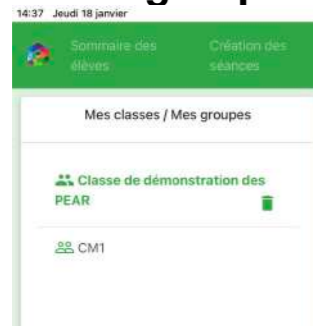 14:37 Jeudi 18 janvier
Sommaire des élèves
Création des séances
Mes classes / Mes groupes
Classe de démonstration des
PEAR
CM1